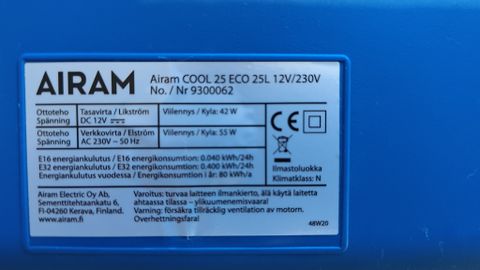 AIRAM
Airam COOL 25 ECO 25L 12V/230V
No. / Nr 9300062
Ottoteho
Spänning
Tasavirta / Likström
DC 12V
Viilennys / Kyla: 42 W
Ottoteho
Spänning
Verkkovirta / Elström
AC 230V ~ 50 Hz
Viilennys / Kyla: 55 W
CE
E16 energiankulutus / E16 energikonsumtion: 0.040 kWh/24h
E32 energiankulutus / E32 energikonsumtion: 0.400 kWh/24h
Energiankulutus vuodessa / Energikonsumtion i år: 80 kWh/a
Ilmastoluokka
Klimatklass: N
Airam Electric Oy Ab,
Sementtitehtaankatu 6,
FI-04260 Kerava, Finland.
www.airam.fi
Varoitus: turvaa laitteen ilmankierto, älä käytä laitetta
ahtaassa tilassa – ylikuumenemisvaara!
Varning: försäkra tillräcklig ventilation av motorn.
Överhettningsfara!
48W20